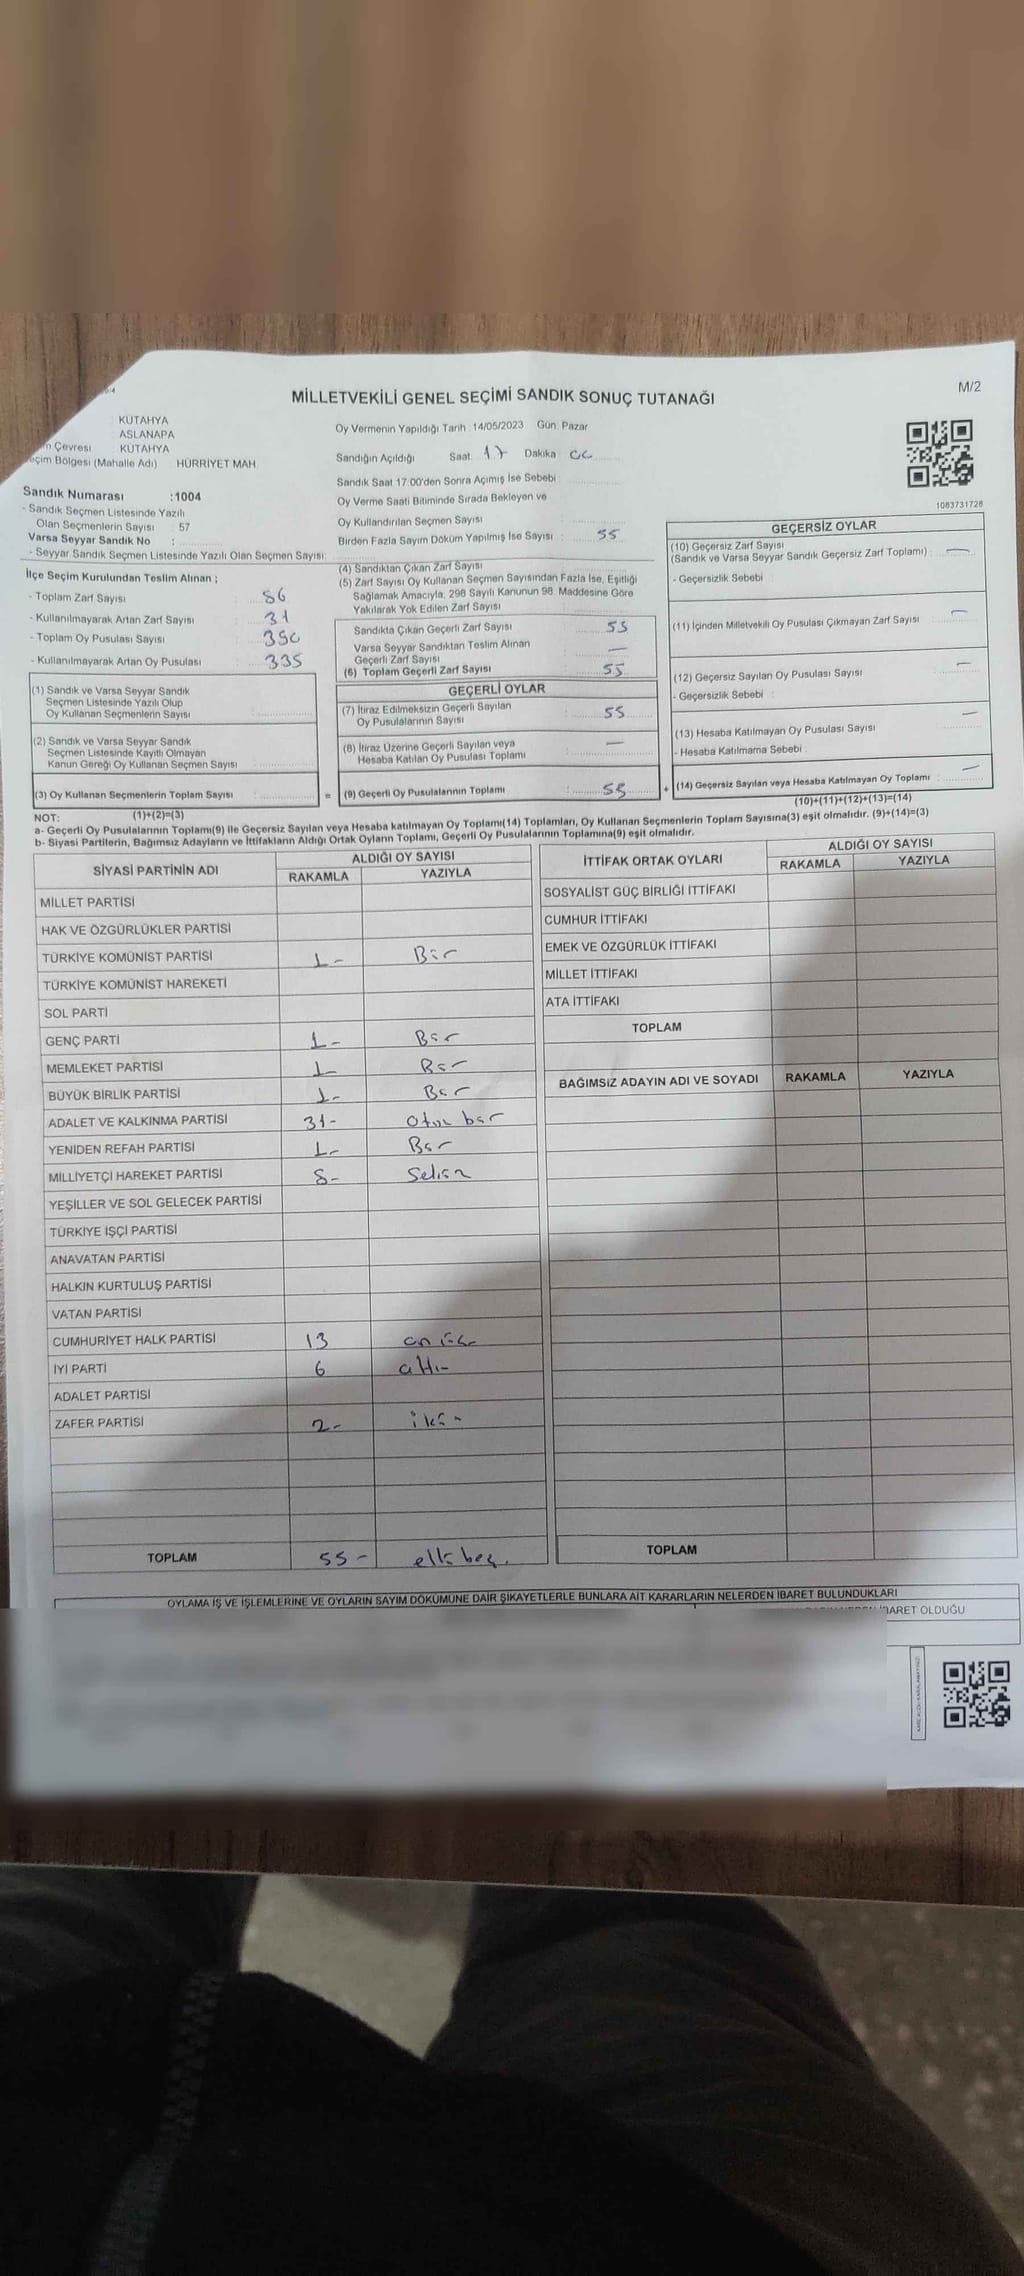 M/2
MİLLETVEKİLİ GENEL SEÇİMİ SANDIK SONUÇ TUTANAĞI
KÜTAHYA
ASLANAPA
m Çevresi KÜTAHYA
eçim Bölgesi (Mahalle Adı) HÜRRİYET MAH
Sandık Numarası :1004
- Sandık Seçmen Listesinde Yazılı
Olan Seçmenlerin Sayısı : 57
Varsa Seyyar Sandık No :
- Seyyar Sandık Seçmen Listesinde Yazılı Olan Seçmen Sayısı:
Oy Vermenin Yapıldığı Tarih :14/05/2023 Gün: Pazar
Sandığın Açıldığı Saat: 17 Dakika
Sandık Saat 17:00'den Sonra Açımış İse Sebebi :
Oy Verme Saati Bitiminde Sırada Bekleyen ve
Oy Kullandırılan Seçmen Sayısı :
Birden Fazla Sayım Döküm Yapılmış İse Sayısı :
55
1083731728
İlçe Seçim Kurulundan Teslim Alınan ;
- Toplam Zarf Sayısı : 86
- Kullanılmayarak Artan Zarf Sayısı : 31
- Toplam Oy Pusulası Sayısı : 350
- Kullanılmayarak Artan Oy Pusulası : 335
(1) Sandık ve Varsa Seyyar Sandık
Seçmen Listesinde Yazılı Olup
Oy Kullanan Seçmenlerin Sayısı :
(2) Sandık ve Varsa Seyyar Sandık
Seçmen Listesinde Kayıtlı Olmayan
Kanun Gereği Oy Kullanan Seçmen Sayısı :
(3) Oy Kullanan Seçmenlerin Toplam Sayısı :
(1)+(2)=(3)
(4) Sandıktan Çıkan Zarf Sayısı :
(5) Zarf Sayısı Oy Kullanan Seçmen Sayısından Fazla İse, Eşitliği
Sağlamak Amacıyla, 298 Sayılı Kanunun 98. Maddesine Göre
Yakılarak Yok Edilen Zarf Sayısı :
Sandıkta Çıkan Geçerli Zarf Sayısı : 55
Varsa Seyyar Sandıktan Teslim Alınan
Geçerli Zarf Sayısı : —
(6) Toplam Geçerli Zarf Sayısı : 55
GEÇERLİ OYLAR
(7) İtiraz Edilmeksizin Geçerli Sayılan
Oy Pusulalarının Sayısı : 55
(8) İtiraz Üzerine Geçerli Sayılan veya
Hesaba Katılan Oy Pusulası Toplamı : —
= (9) Geçerli Oy Pusulalarının Toplamı : 55 +
GEÇERSİZ OYLAR
(10) Geçersiz Zarf Sayısı
(Sandık ve Varsa Seyyar Sandık Geçersiz Zarf Toplamı) : —
- Geçersizlik Sebebi :
(11) İçinden Milletvekili Oy Pusulası Çıkmayan Zarf Sayısı : —
(12) Geçersiz Sayılan Oy Pusulası Sayısı : —
- Geçersizlik Sebebi :
(13) Hesaba Katılmayan Oy Pusulası Sayısı : —
- Hesaba Katılmama Sebebi :
(14) Geçersiz Sayılan veya Hesaba Katılmayan Oy Toplamı : —
(10)+(11)+(12)+(13)=(14)
NOT:
a- Geçerli Oy Pusulalarının Toplamı(9) ile Geçersiz Sayılan veya Hesaba katılmayan Oy Toplamı(14) Toplamları, Oy Kullanan Seçmenlerin Toplam Sayısına(3) eşit olmalıdır. (9)+(14)=(3)
b- Siyasi Partilerin, Bağımsız Adayların ve İttifakların Aldığı Ortak Oyların Toplamı, Geçerli Oy Pusulalarının Toplamına(9) eşit olmalıdır.
SİYASİ PARTİNİN ADI ALDIĞI OY SAYISI
RAKAMLA YAZIYLA
MİLLET PARTİSİ
HAK VE ÖZGÜRLÜKLER PARTİSİ
TÜRKİYE KOMÜNİST PARTİSİ 1- Bir
TÜRKİYE KOMÜNİST HAREKETİ
SOL PARTİ
GENÇ PARTİ 1- Bir
MEMLEKET PARTİSİ 1- Bir
BÜYÜK BİRLİK PARTİSİ 1- Bir
ADALET VE KALKINMA PARTİSİ 31- Otuz bir
YENİDEN REFAH PARTİSİ 1- Bir
MİLLİYETÇİ HAREKET PARTİSİ 8-
YEŞİLLER VE SOL GELECEK PARTİSİ
TÜRKİYE İŞÇİ PARTİSİ
ANAVATAN PARTİSİ
HALKIN KURTULUŞ PARTİSİ
VATAN PARTİSİ
CUMHURİYET HALK PARTİSİ 13 on üç
İYİ PARTİ 6 altı
ADALET PARTİSİ
ZAFER PARTİSİ 2- iki
TOPLAM 55- elli beş.
İTTİFAK ORTAK OYLARI ALDIĞI OY SAYISI
RAKAMLA YAZIYLA
SOSYALİST GÜÇ BİRLİĞİ İTTİFAKI
CUMHUR İTTİFAKI
EMEK VE ÖZGÜRLÜK İTTİFAKI
MİLLET İTTİFAKI
ATA İTTİFAKI
TOPLAM
BAĞIMSIZ ADAYIN ADI VE SOYADI RAKAMLA YAZIYLA
TOPLAM
OYLAMA İŞ VE İŞLEMLERİNE VE OYLARIN SAYIM DÖKÜMÜNE DAİR ŞİKAYETLERLE BUNLARA AİT KARARLARIN NELERDEN İBARET BULUNDUKLARI
İBARET OLDUĞU